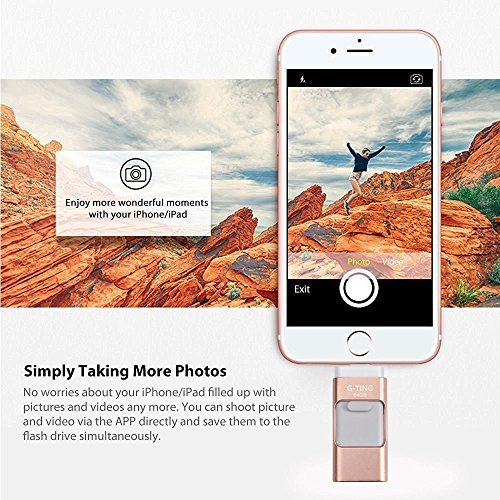 Enjoy more wonderful moments
with your iPhone/iPad
Photo
Video
Exit
Simply Taking More Photos
No worries about your iPhone/iPad filled up with
pictures and videos any more. You can shoot picture
and video via the APP directly and save them to the
flash drive simultaneously.
G-TING
64GB